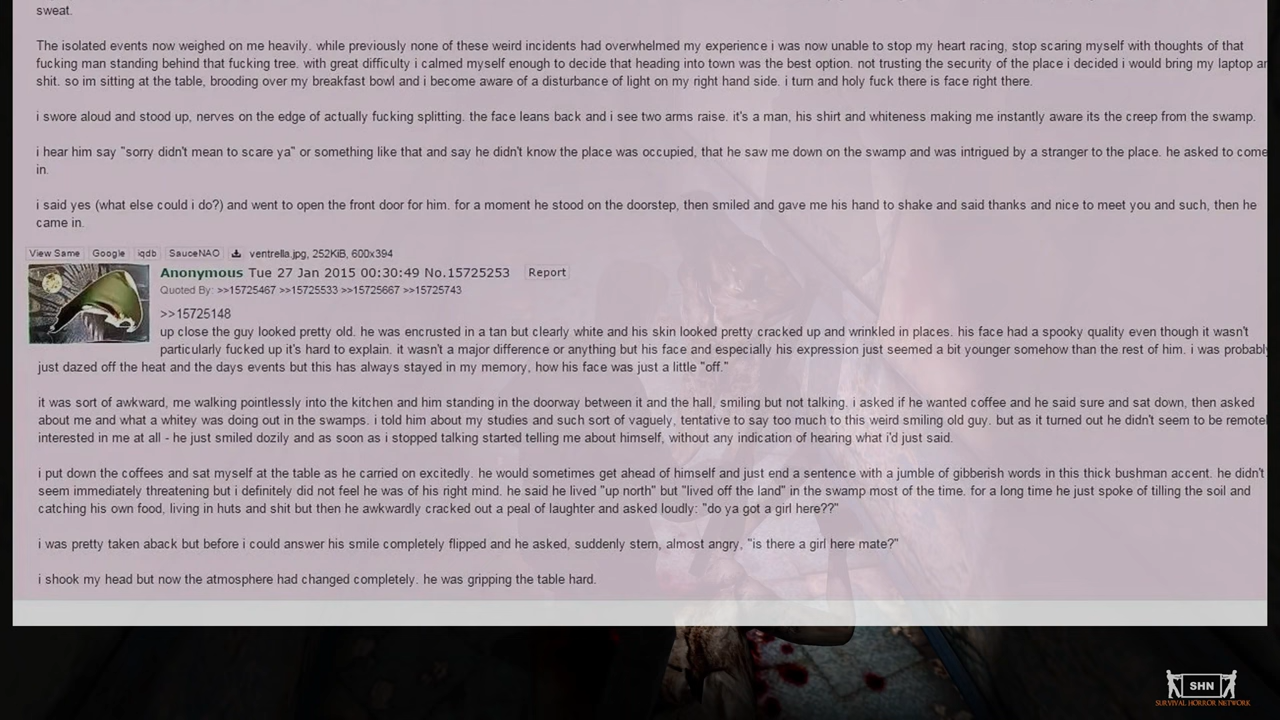 sweat.
The isolated events now weighed on me heavily. while previously none of these weird incidents had overwhelmed my experience i was now unable to stop my heart racing, stop scaring myself with thoughts of that
fucking man standing behind that fucking tree. with great difficulty i calmed myself enough to decide that heading into town was the best option. not trusting the security of the place i decided i would bring my laptop
shit. so im sitting at the table, brooding over my breakfast bowl and i become aware of a disturbance of light on my right hand side. i turn and holy fuck there is face right there.
i swore aloud and stood up, nerves on the edge of actually fucking splitting. the face leans back and i see two arms raise. it's a man, his shirt and whiteness making me instantly aware its the creep from the swamp.
i hear him say "sorry didn't mean to scare ya" or something like that and say he didn't know the place was occupied, that he saw me down on the swamp and was intrigued by a stranger to the place. he asked to come
in.
i said yes (what else could i do?) and went to open the front door for him. for a moment he stood on the doorstep, then smiled and gave me his hand to shake and said thanks and nice to meet you and such, then he
came in.
View Same Google iqdb SauceNAO ventrella.jpg, 252KiB, 600x394
Anonymous Tue 27 Jan 2015 00:30:49 No.15725253 Report
Quoted By: >>15725467 >>15725533 >>15725667 >>15725743
>>15725148
up close the guy looked pretty old. he was encrusted in a tan but clearly white and his skin looked pretty cracked up and wrinkled in places. his face had a spooky quality even though it wasn't
particularly fucked up it's hard to explain. it wasn't a major difference or anything but his face and especially his expression just seemed a bit younger somehow than the rest of him. i was
just dazed off the heat and the days events but this has always stayed in my memory, how his face was just a little "off."
it was sort of awkward, me walking pointlessly into the kitchen and him standing in the doorway between it and the hall, smiling but not talking. i asked if he wanted coffee and he said sure and sat down, then asked
about me and what a whitey was doing out in the swamps. i told him about my studies and such sort of vaguely, tentative to say too much to this weird smiling old guy. but as it turned out he didn't seem to be
interested in me at all - he just smiled dozily and as soon as i stopped talking started telling me about himself, without any indication of hearing what i'd just said.
i put down the coffees and sat myself at the table as he carried on excitedly. he would sometimes get ahead of himself and just end a sentence with a jumble of gibberish words in this thick bushman accent. he didn't
seem immediately threatening but i definitely did not feel he was of his right mind. he said he lived "up north" but "lived off the land" in the swamp most of the time. for a long time he just spoke of tilling the soil and
catching his own food, living in huts and shit but then he awkwardly cracked out a peal of laughter and asked loudly: "do ya got a girl here??"
i was pretty taken aback but before i could answer his smile completely flipped and he asked, suddenly stern, almost angry, "is there a girl here mate?"
i shook my head but now the atmosphere had changed completely. he was gripping the table hard.
SHN
SURVIVAL HORROR NETWORK